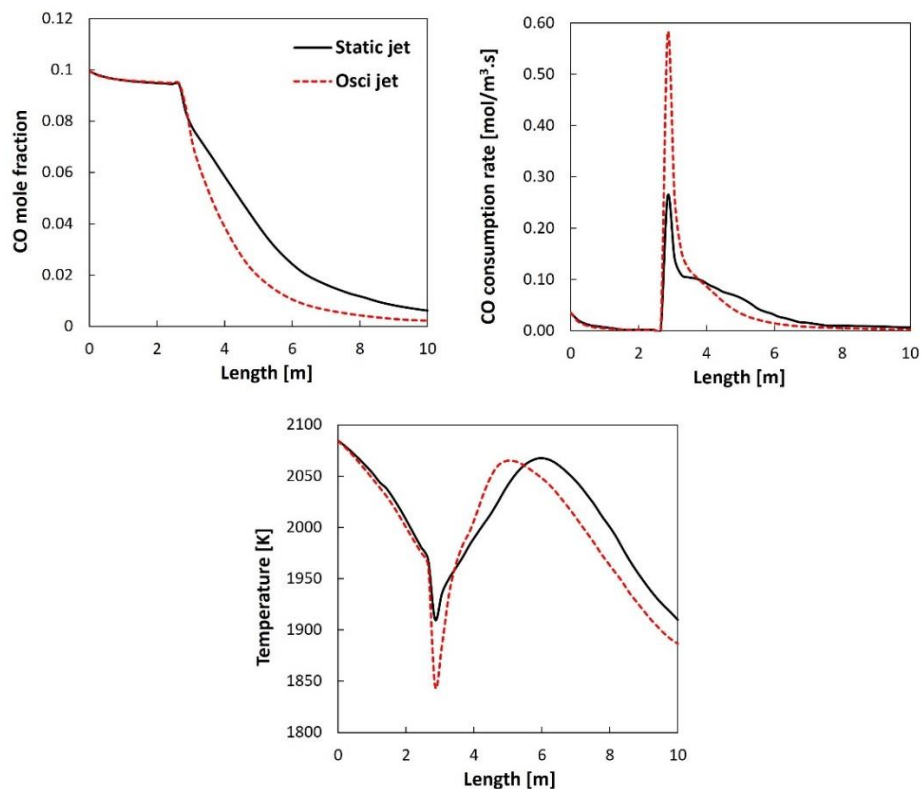 0.12
0.1
0.08
0.06
0.04
0.02
0
CO mole fraction
Static jet
Osci jet
0 2 4 6 8 10
Length [m]
0.60
0.50
0.40
0.30
0.20
0.10
0.00
CO consumption rate [mol/m³.s]
0 2 4 6 8 10
Length [m]
2100
2050
2000
1950
1900
1850
1800
Temperature [K]
0 2 4 6 8 10
Length [m]